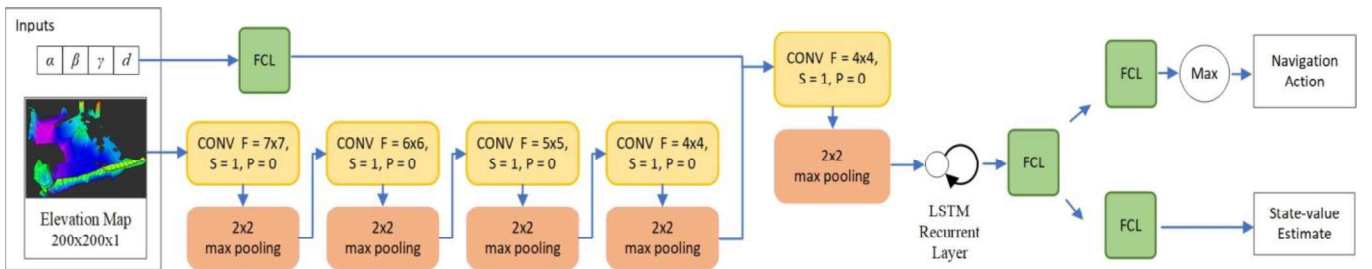 Inputs
α β γ d
Elevation Map
200x200x1
FCL
CONV F = 7x7,
S = 1, P = 0
2x2
max pooling
CONV F = 6x6,
S = 1, P = 0
2x2
max pooling
CONV F = 5x5,
S = 1, P = 0
2x2
max pooling
CONV F = 4x4,
S = 1, P = 0
2x2
max pooling
CONV F = 4x4,
S = 1, P = 0
2x2
max pooling
LSTM
Recurrent
Layer
FCL
FCL
Max
Navigation
Action
FCL
State-value
Estimate